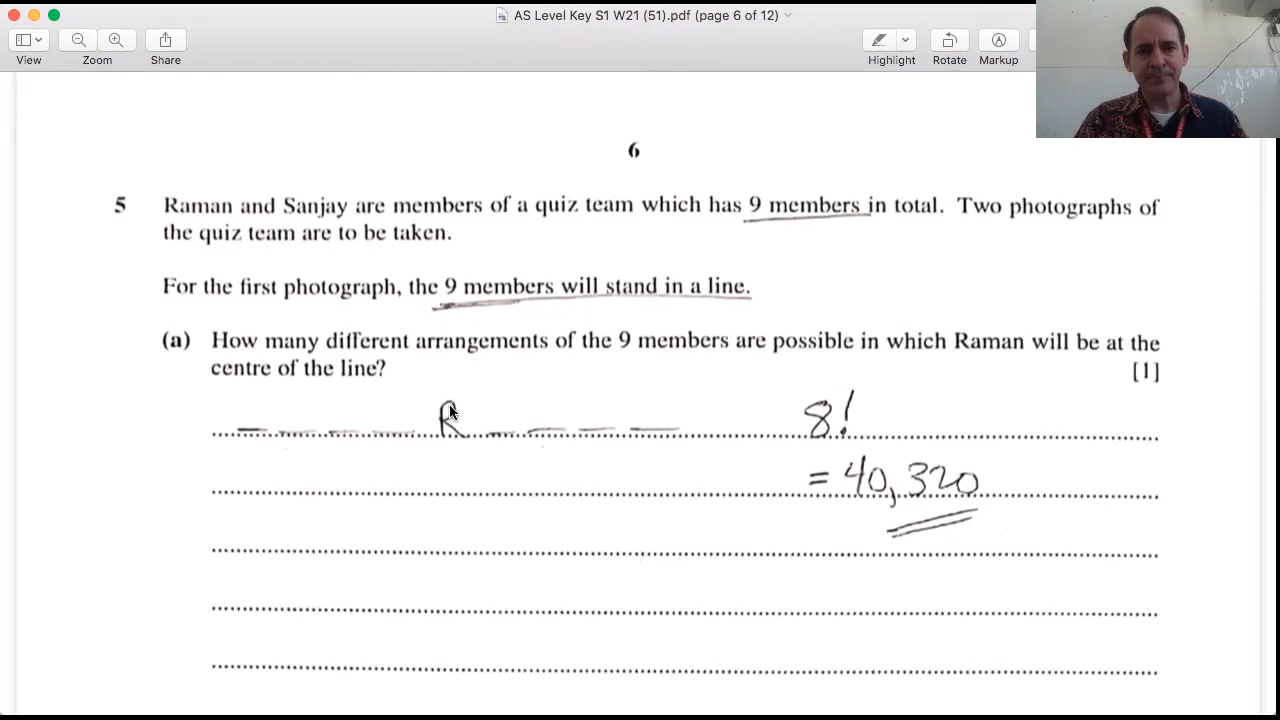 AS Level Key S1 W21 (51).pdf (page 6 of 12)
View Zoom Share Highlight Rotate Markup
6
5 Raman and Sanjay are members of a quiz team which has 9 members in total. Two photographs of
the quiz team are to be taken.
For the first photograph, the 9 members will stand in a line.
(a) How many different arrangements of the 9 members are possible in which Raman will be at the
centre of the line? [1]
R 8!
= 40,320